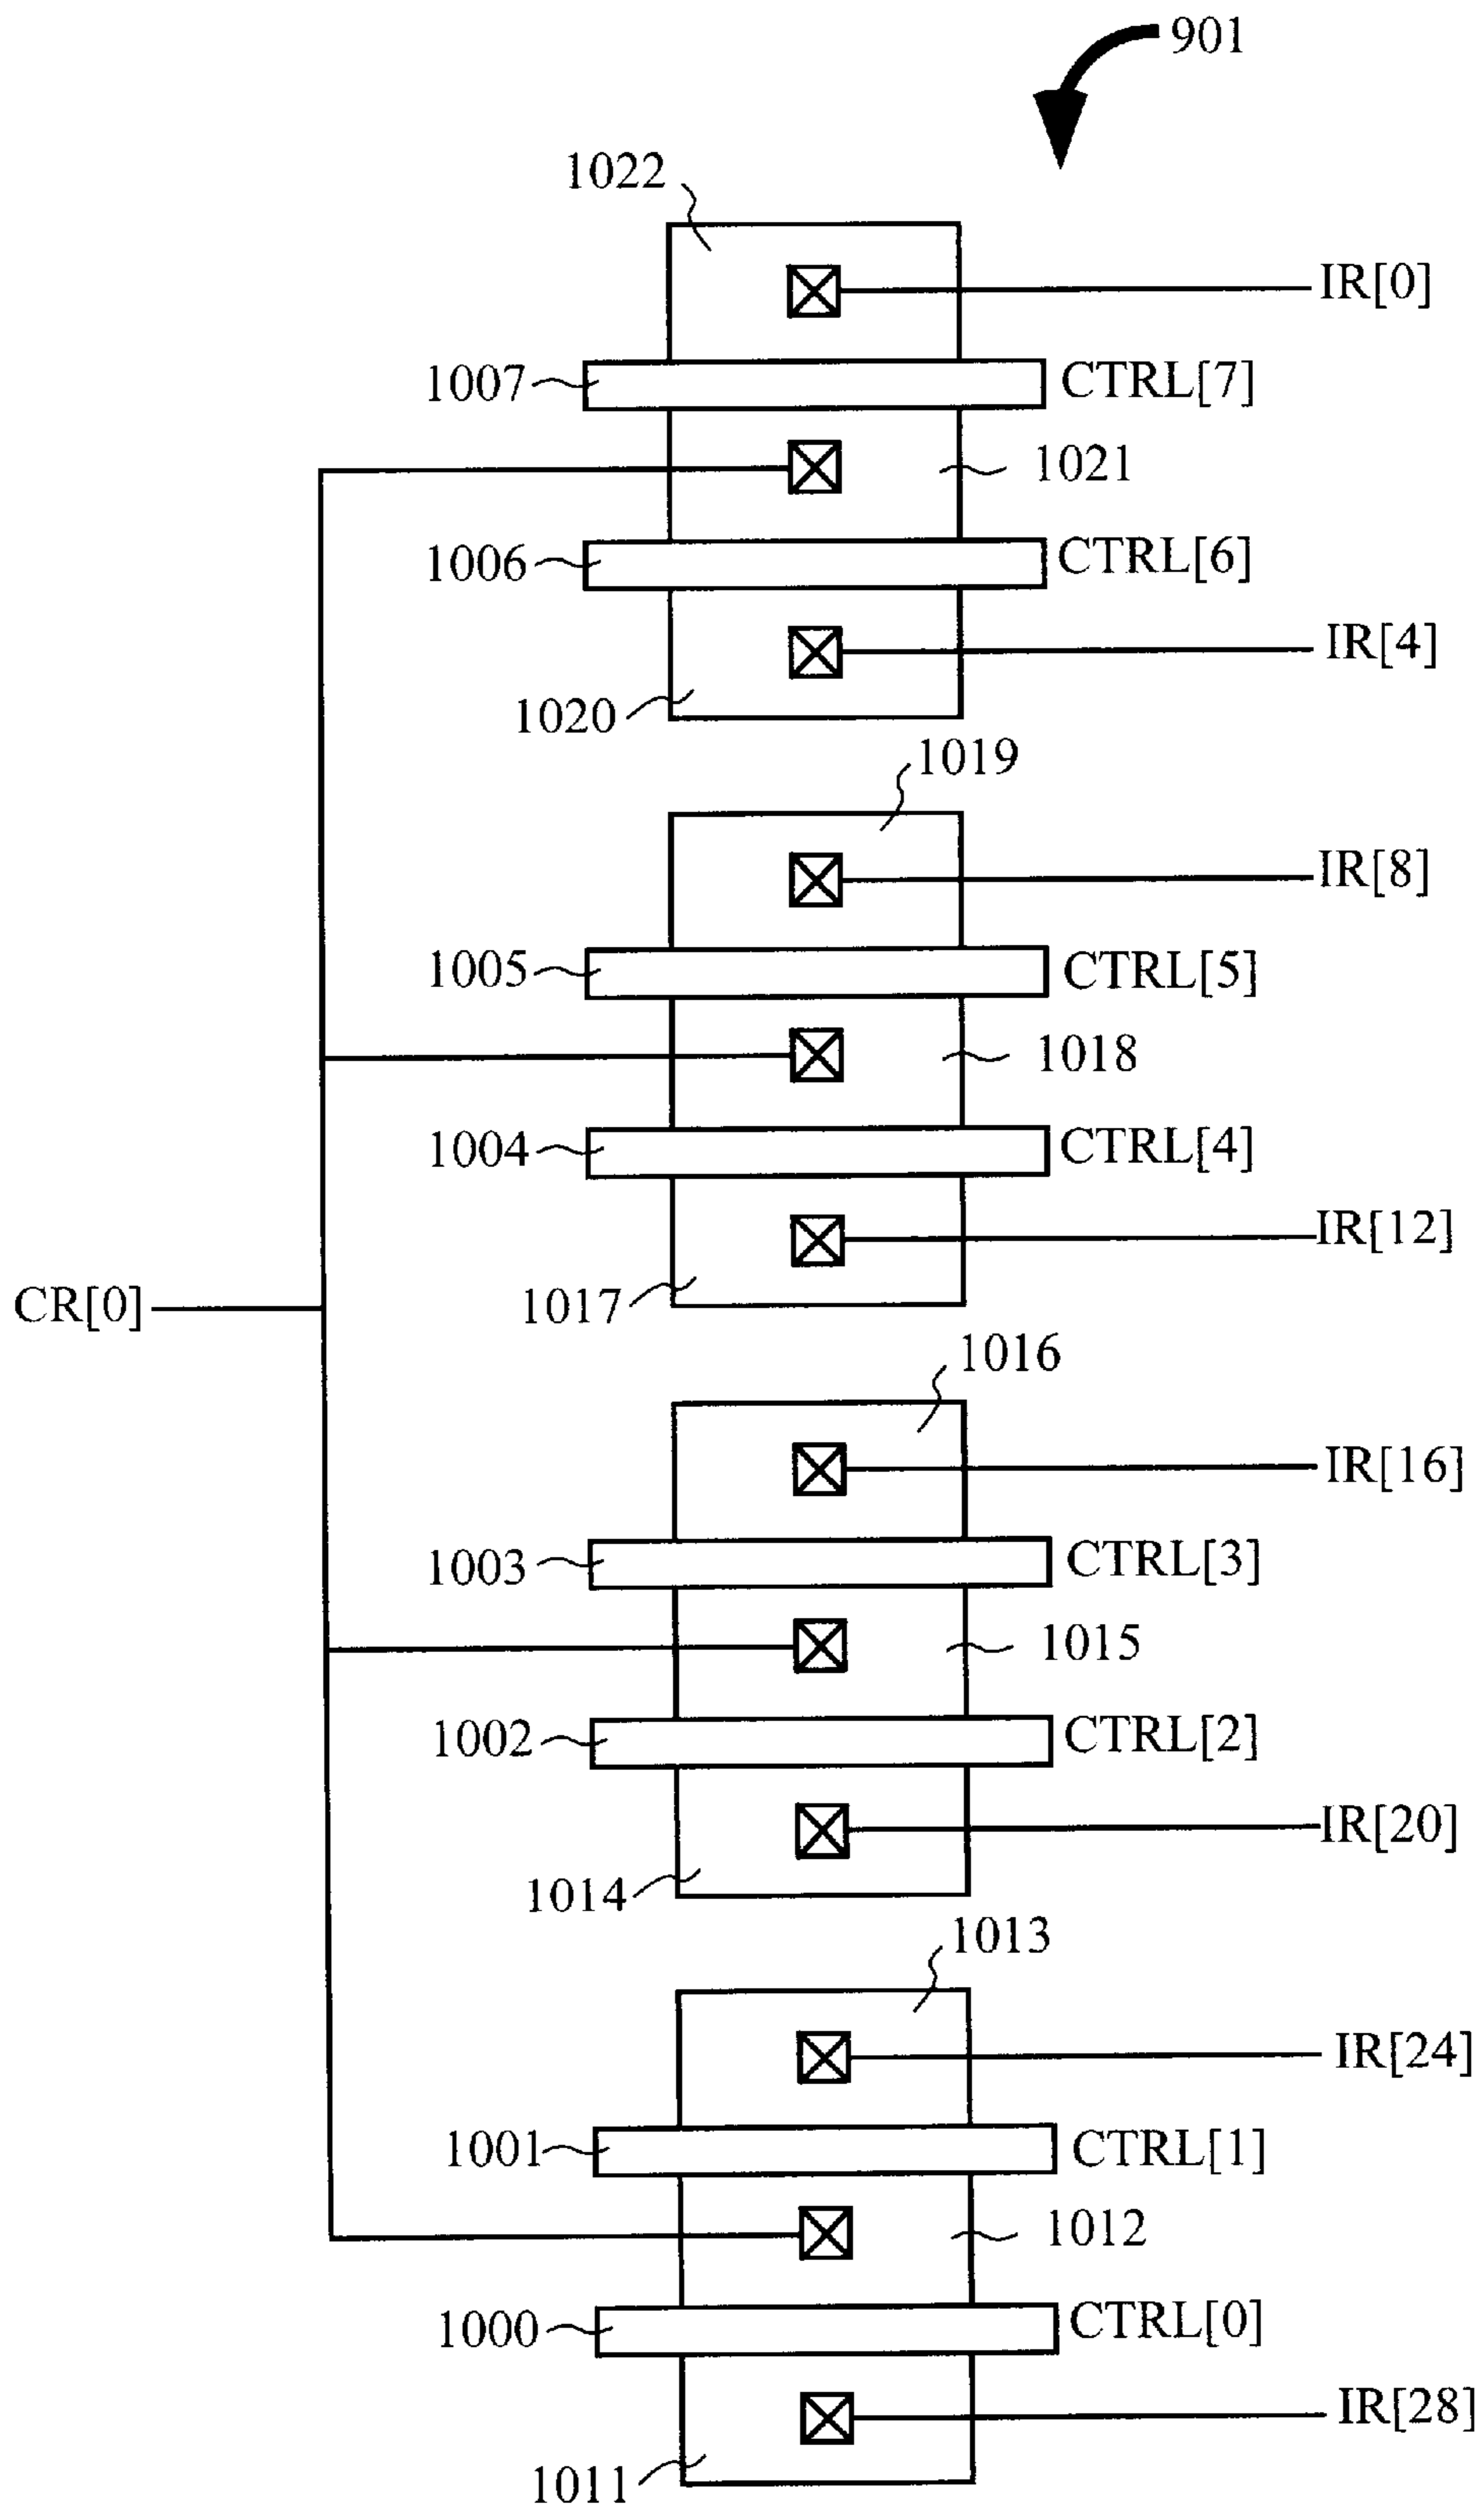 901
1022
IR[0]
1007
CTRL[7]
1021
1006
CTRL[6]
IR[4]
1020
1019
IR[8]
1005
CTRL[5]
1018
1004
CTRL[4]
IR[12]
1017
CR[0]
1016
IR[16]
1003
CTRL[3]
1015
1002
CTRL[2]
IR[20]
1014
1013
IR[24]
1001
CTRL[1]
1012
1000
CTRL[0]
IR[28]
1011